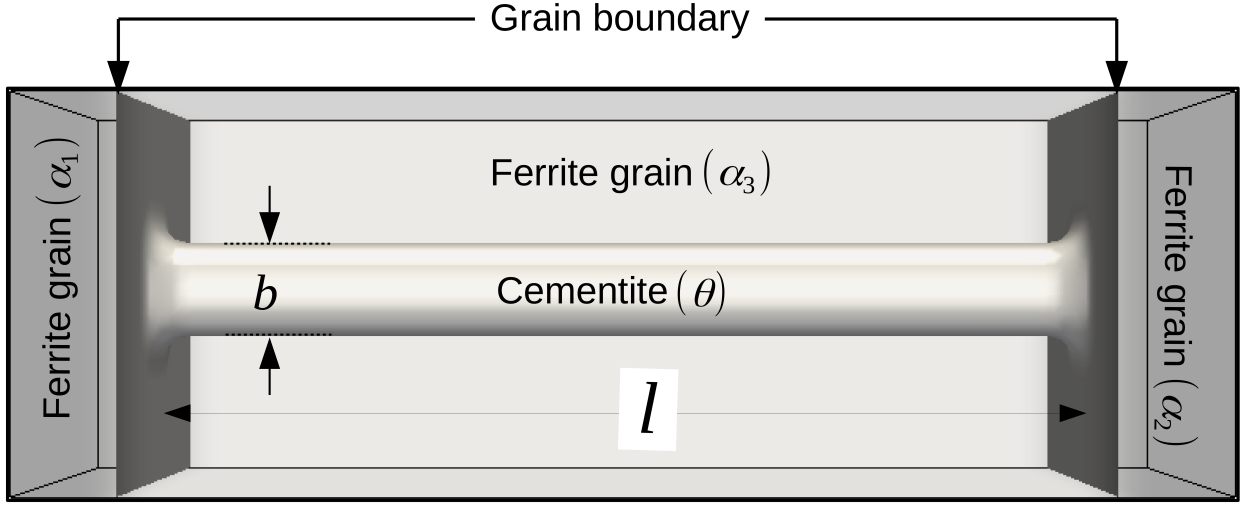 Grain boundary
Ferrite grain (α₁)
Ferrite grain (α₃)
Ferrite grain (α₂)
b
Cementite (θ)
l